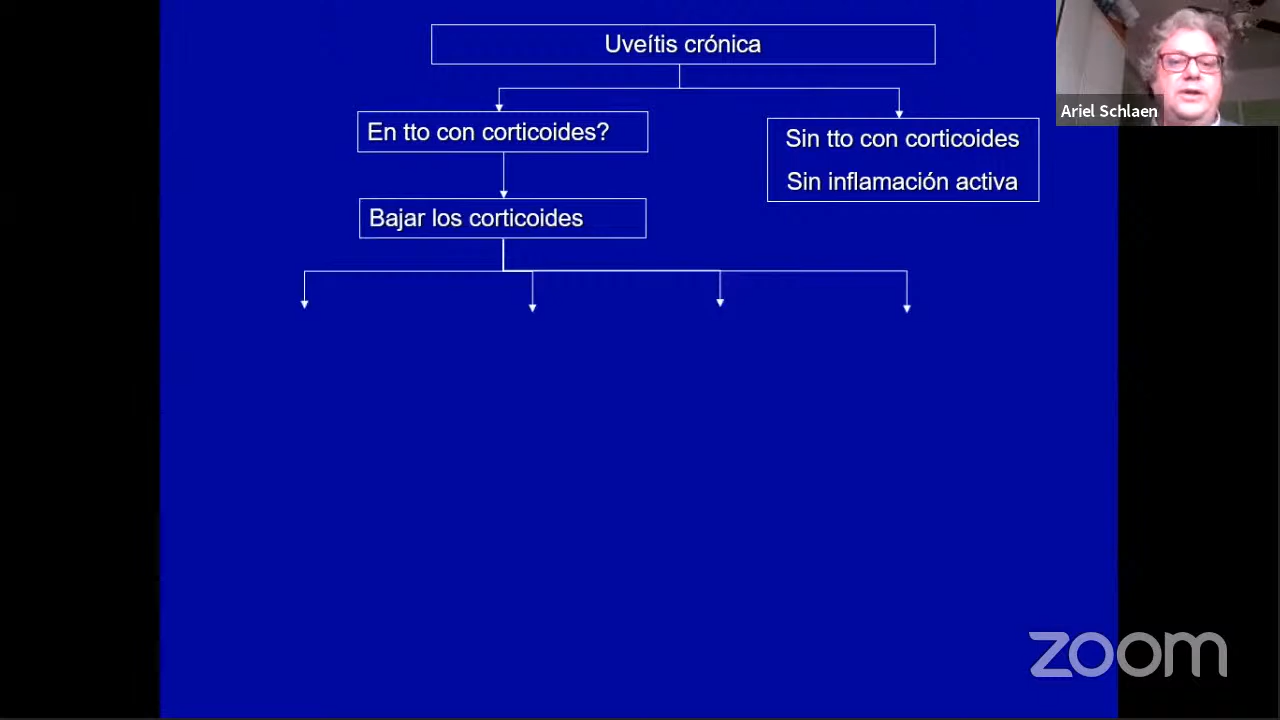 Uveítis crónica
En tto con corticoides?
Sin tto con corticoides
Sin inflamación activa
Bajar los corticoides
Ariel Schlaen
zoom